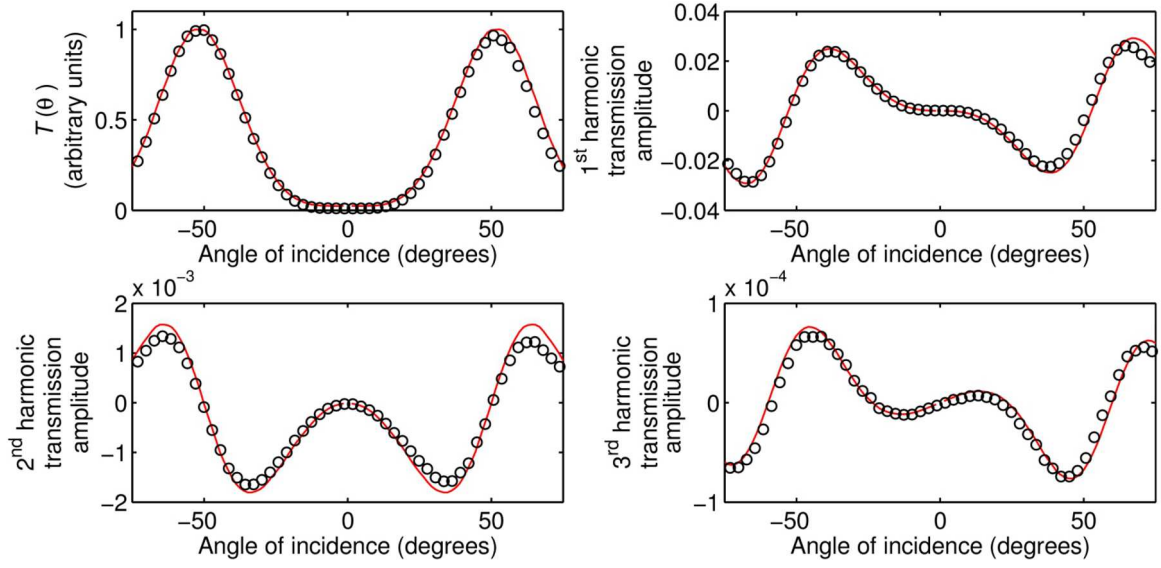 T(θ)
(arbitrary units)
1
0.5
0
−50
0
50
Angle of incidence (degrees)
1st harmonic
transmission
amplitude
0.04
0.02
0
−0.02
−0.04
−50
0
50
Angle of incidence (degrees)
x 10−3
2nd harmonic
transmission
amplitude
2
1
0
−1
−2
−50
0
50
Angle of incidence (degrees)
x 10−4
3rd harmonic
transmission
amplitude
1
0
−1
−50
0
50
Angle of incidence (degrees)